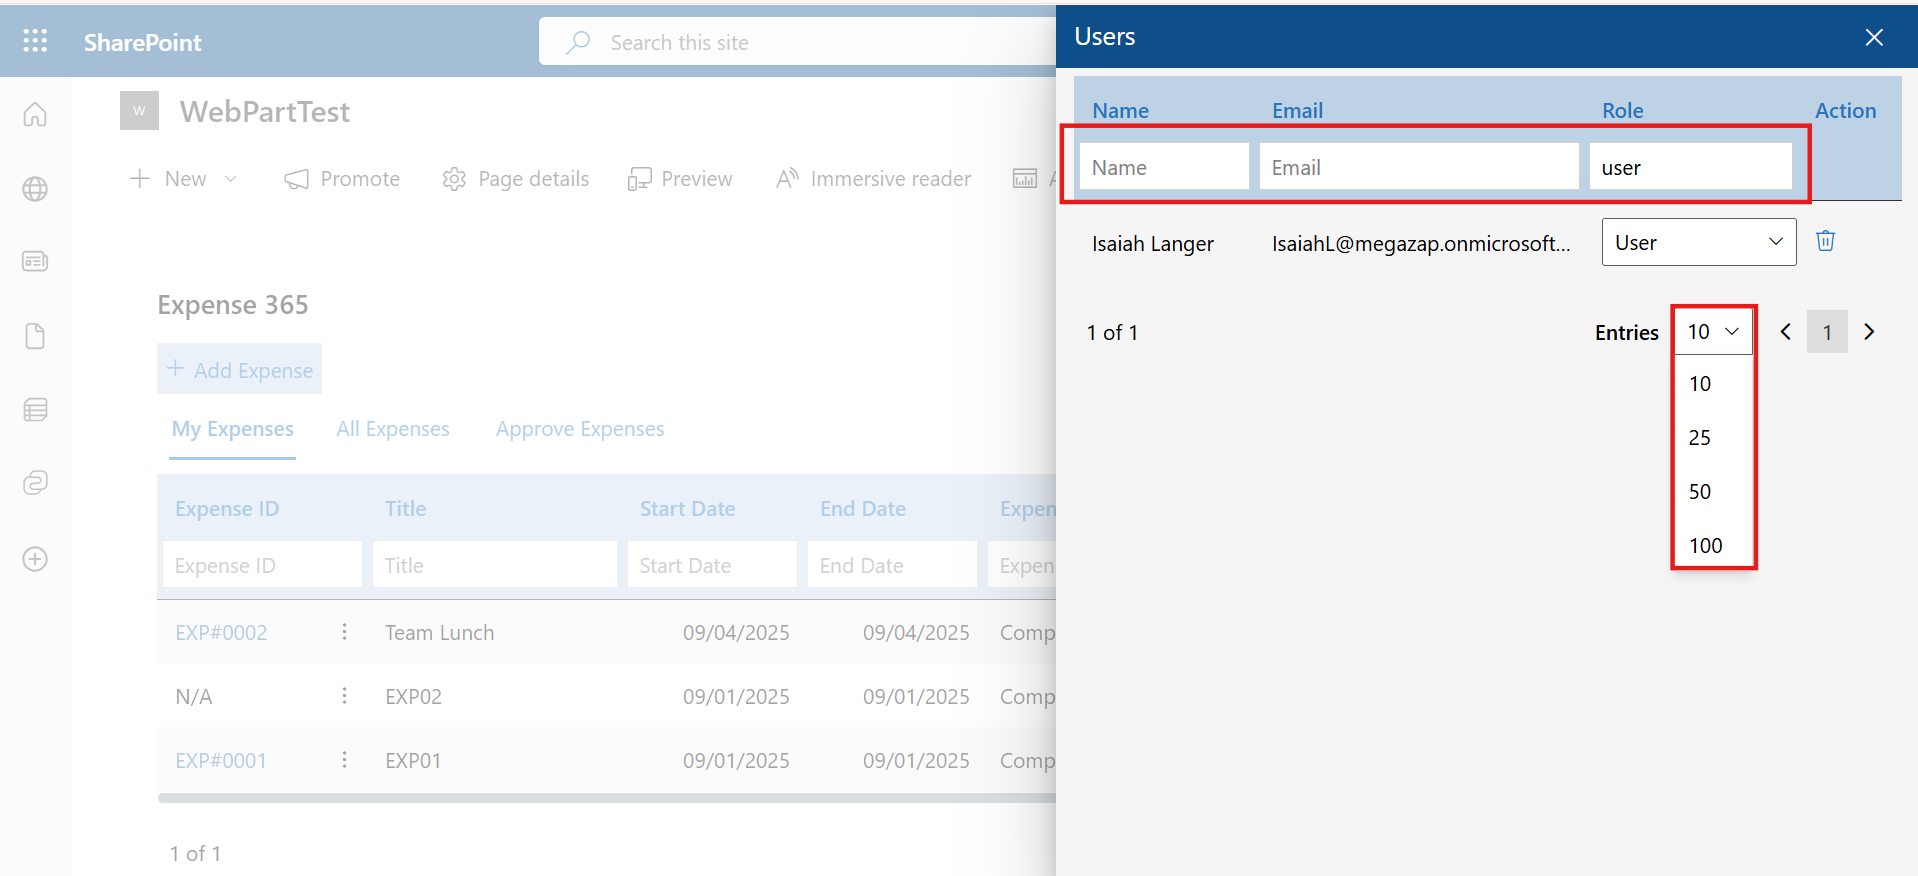 SharePoint
Search this site
W
WebPartTest
New
Promote
Page details
Preview
Immersive reader
A
Expense 365
Add Expense
My Expenses
All Expenses
Approve Expenses
Expense ID Title Start Date End Date Expen
Expense ID Title Start Date End Date Expen
EXP#0002 Team Lunch 09/04/2025 09/04/2025 Comp
N/A EXP02 09/01/2025 09/01/2025 Comp
EXP#0001 EXP01 09/01/2025 09/01/2025 Comp
1 of 1
Users
Name Email Role Action
Name Email user
Isaiah Langer IsaiahL@megazap.onmicrosoft... User
1 of 1 Entries 10 1
10
25
50
100